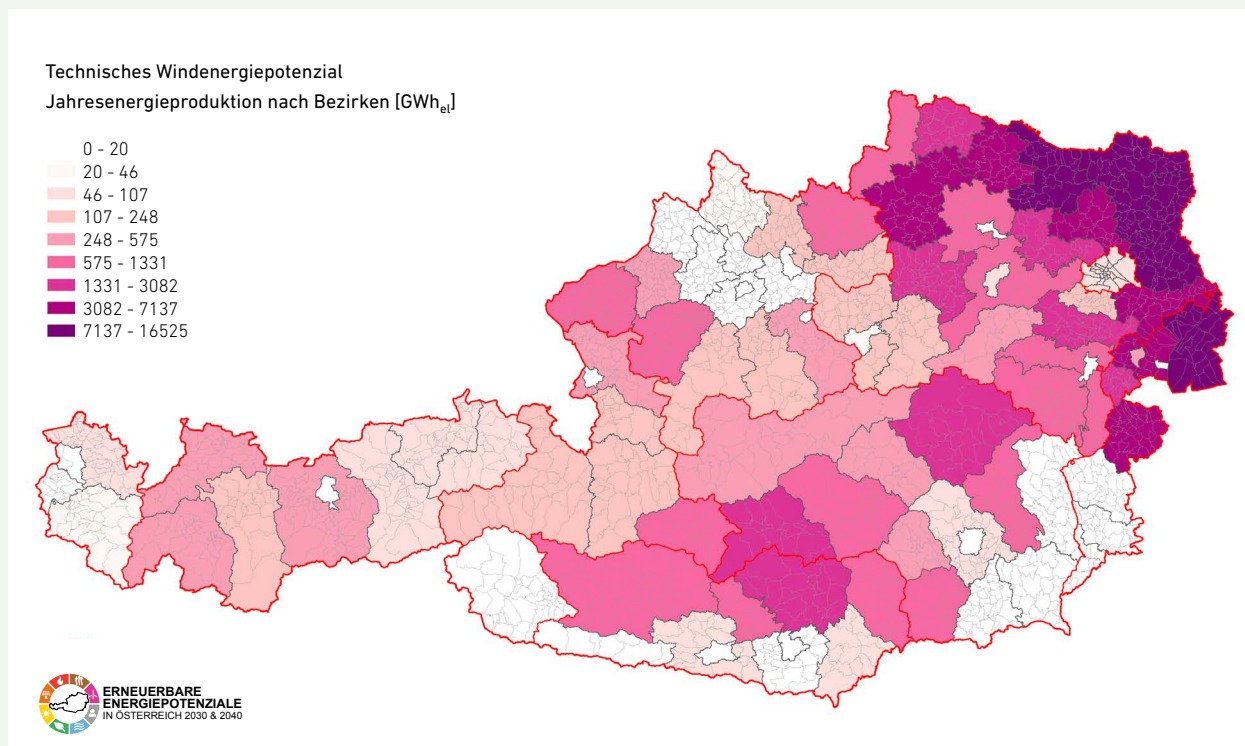 Technisches Windenergiepotenzial
Jahresenergieproduktion nach Bezirken [GWhel]
0 - 20
20 - 46
46 - 107
107 - 248
248 - 575
575 - 1331
1331 - 3082
3082 - 7137
7137 - 16525
ERNEUERBARE
ENERGIEPOTENZIALE
IN ÖSTERREICH 2030 & 2040